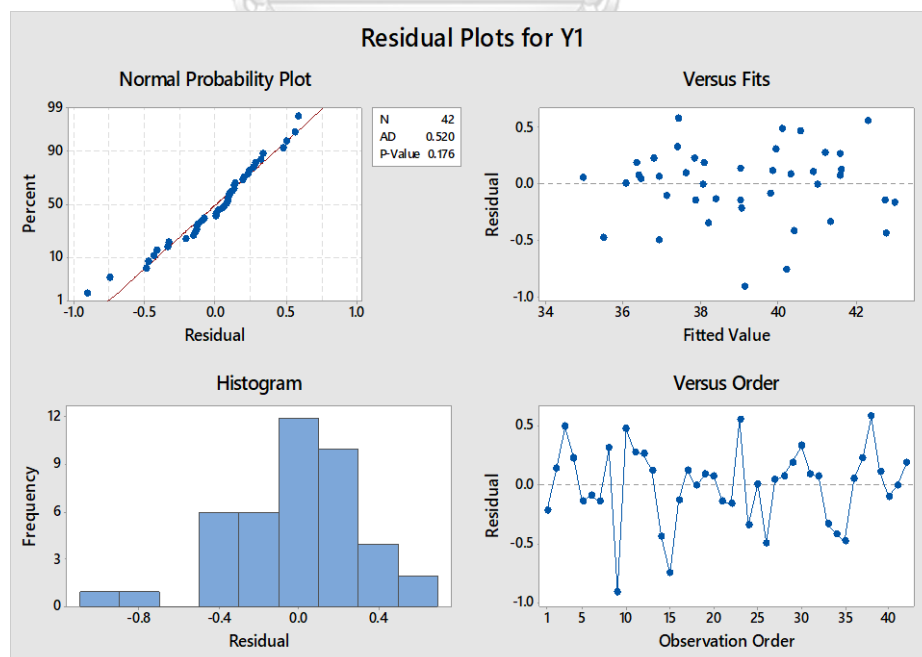 Residual Plots for Y1
Normal Probability Plot
99
90
50
10
1
Percent
-1.0 -0.5 0.0 0.5 1.0
Residual
N 42
AD 0.520
P-Value 0.176
Versus Fits
0.5
0.0
-0.5
-1.0
Residual
34 36 38 40 42
Fitted Value
Histogram
12
9
6
3
0
Frequency
-0.8 -0.4 0.0 0.4
Residual
Versus Order
0.5
0.0
-0.5
-1.0
Residual
1 5 10 15 20 25 30 35 40
Observation Order